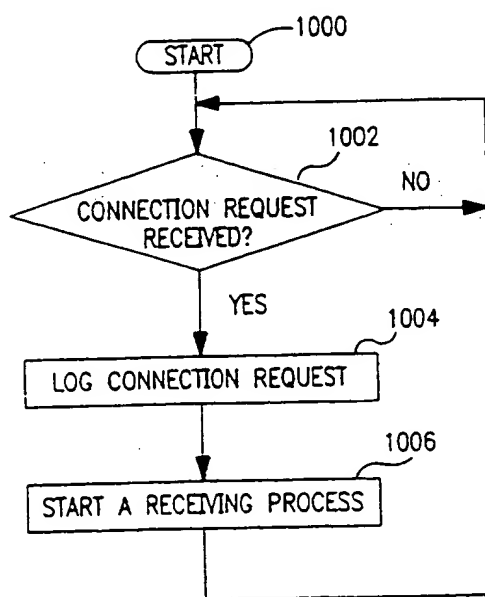 START
1000
1002
CONNECTION REQUEST
RECEIVED?
NO
YES
1004
LOG CONNECTION REQUEST
1006
START A RECEIVING PROCESS